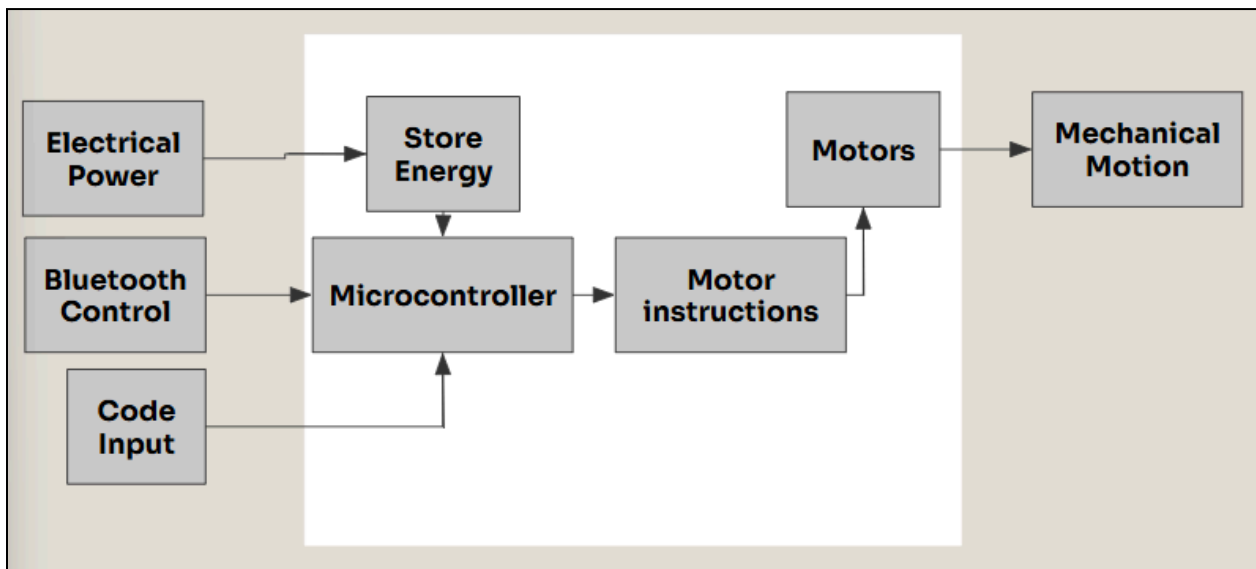 Electrical
Power
Store
Energy
Motors
Mechanical
Motion
Bluetooth
Control
Microcontroller
Motor
instructions
Code
Input